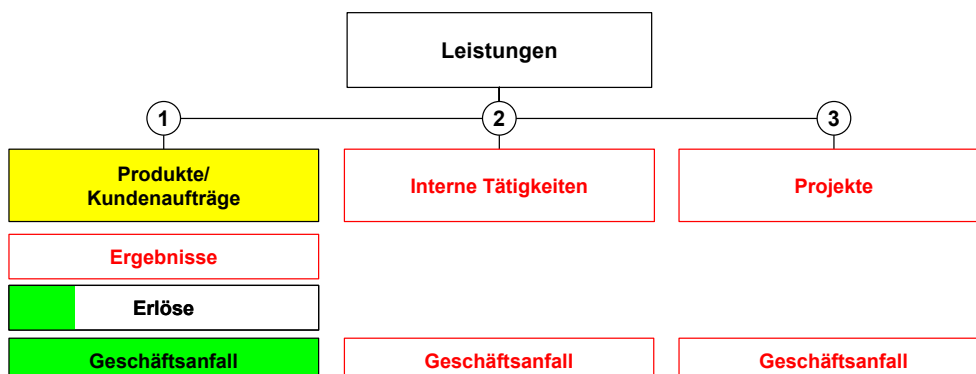 Leistungen
1
2
3
Produkte/
Kundenaufträge
Interne Tätigkeiten
Projekte
Ergebnisse
Erlöse
Geschäftsanfall
Geschäftsanfall
Geschäftsanfall